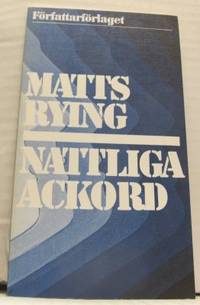 Författarförlaget
MATTS
RYING
NATTLIGA
ACKORD